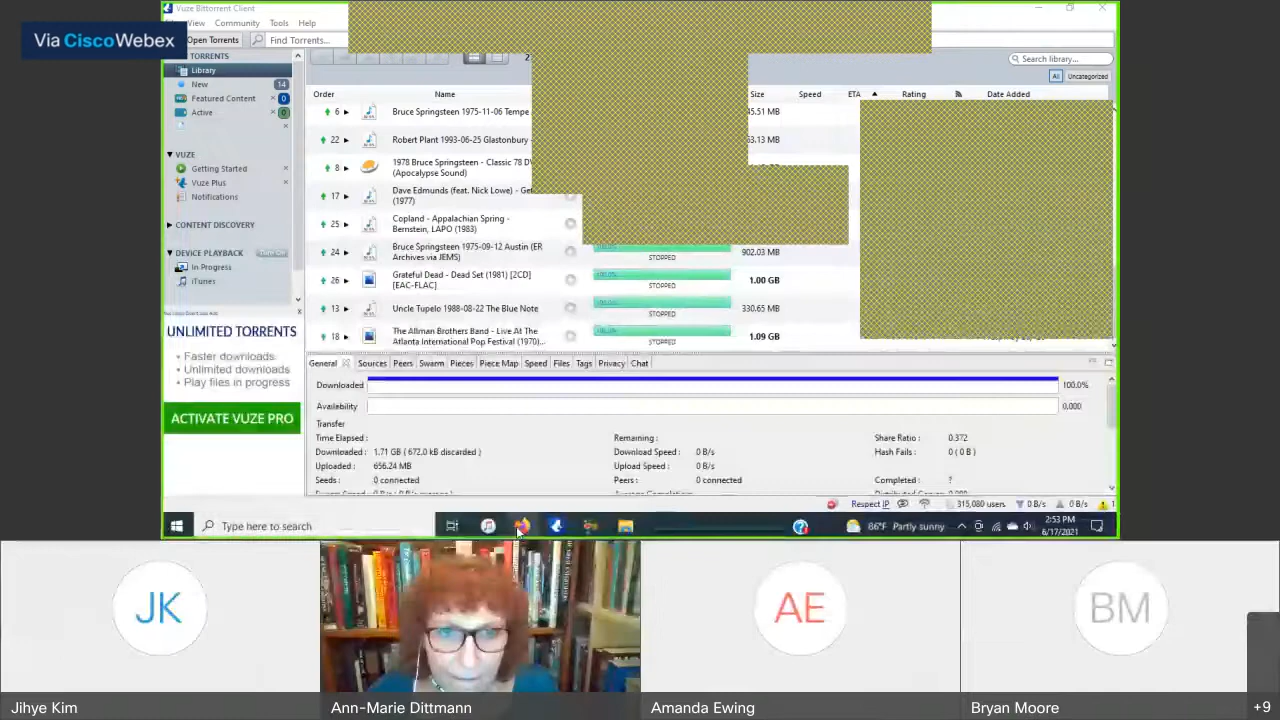 Vuze Bittorrent Client
View Community Tools Help
Via CiscoWebex
Open Torrents Find Torrents...
TORRENTS
Search library...
Library
All Uncategorized
New 14
Featured Content 0
Active 0
Order Name Size Speed ETA Rating Date Added
6 Bruce Springsteen 1975-11-06 Tempe 45.51 MB
22 Robert Plant 1993-06-25 Glastonbury - 63.13 MB
8 1978 Bruce Springsteen - Classic 78
(Apocalypse Sound)
17 Dave Edmunds (feat. Nick Lowe) -
(1977)
25 Copland - Appalachian Spring -
Bernstein, LAPO (1983)
24 Bruce Springsteen 1975-09-12 Austin (ER
Archives via JEMS) STOPPED 902.03 MB
26 Grateful Dead - Dead Set (1981) [2CD]
[EAC-FLAC] STOPPED 1.00 GB
13 Uncle Tupelo 1988-08-22 The Blue Note STOPPED 330.65 MB
18 The Allman Brothers Band - Live At The
Atlanta International Pop Festival (1970)... STOPPED 1.09 GB
VUZE
Getting Started
Vuze Plus
Notifications
CONTENT DISCOVERY
DEVICE PLAYBACK Turn On
In Progress
iTunes
UNLIMITED TORRENTS
• Faster downloads
• Unlimited downloads
• Play files in progress
ACTIVATE VUZE PRO
General Sources Peers Swarm Pieces Piece Map Speed Files Tags Privacy Chat
Downloaded 100.0%
Availability 0.000
Transfer
Time Elapsed : Remaining : Share Ratio : 0.372
Downloaded : 1.71 GB ( 672.0 kB discarded ) Download Speed : 0 B/s Hash Fails : 0 ( 0 B )
Uploaded : 656.24 MB Upload Speed : 0 B/s
Seeds : 0 connected Peers : 0 connected Completed : ?
Respect IP 315,080 users 0 B/s 0 B/s 1
Type here to search 86°F Partly sunny 2:53 PM
6/17/2021
JK AE BM
Jihye Kim Ann-Marie Dittmann Amanda Ewing Bryan Moore +9